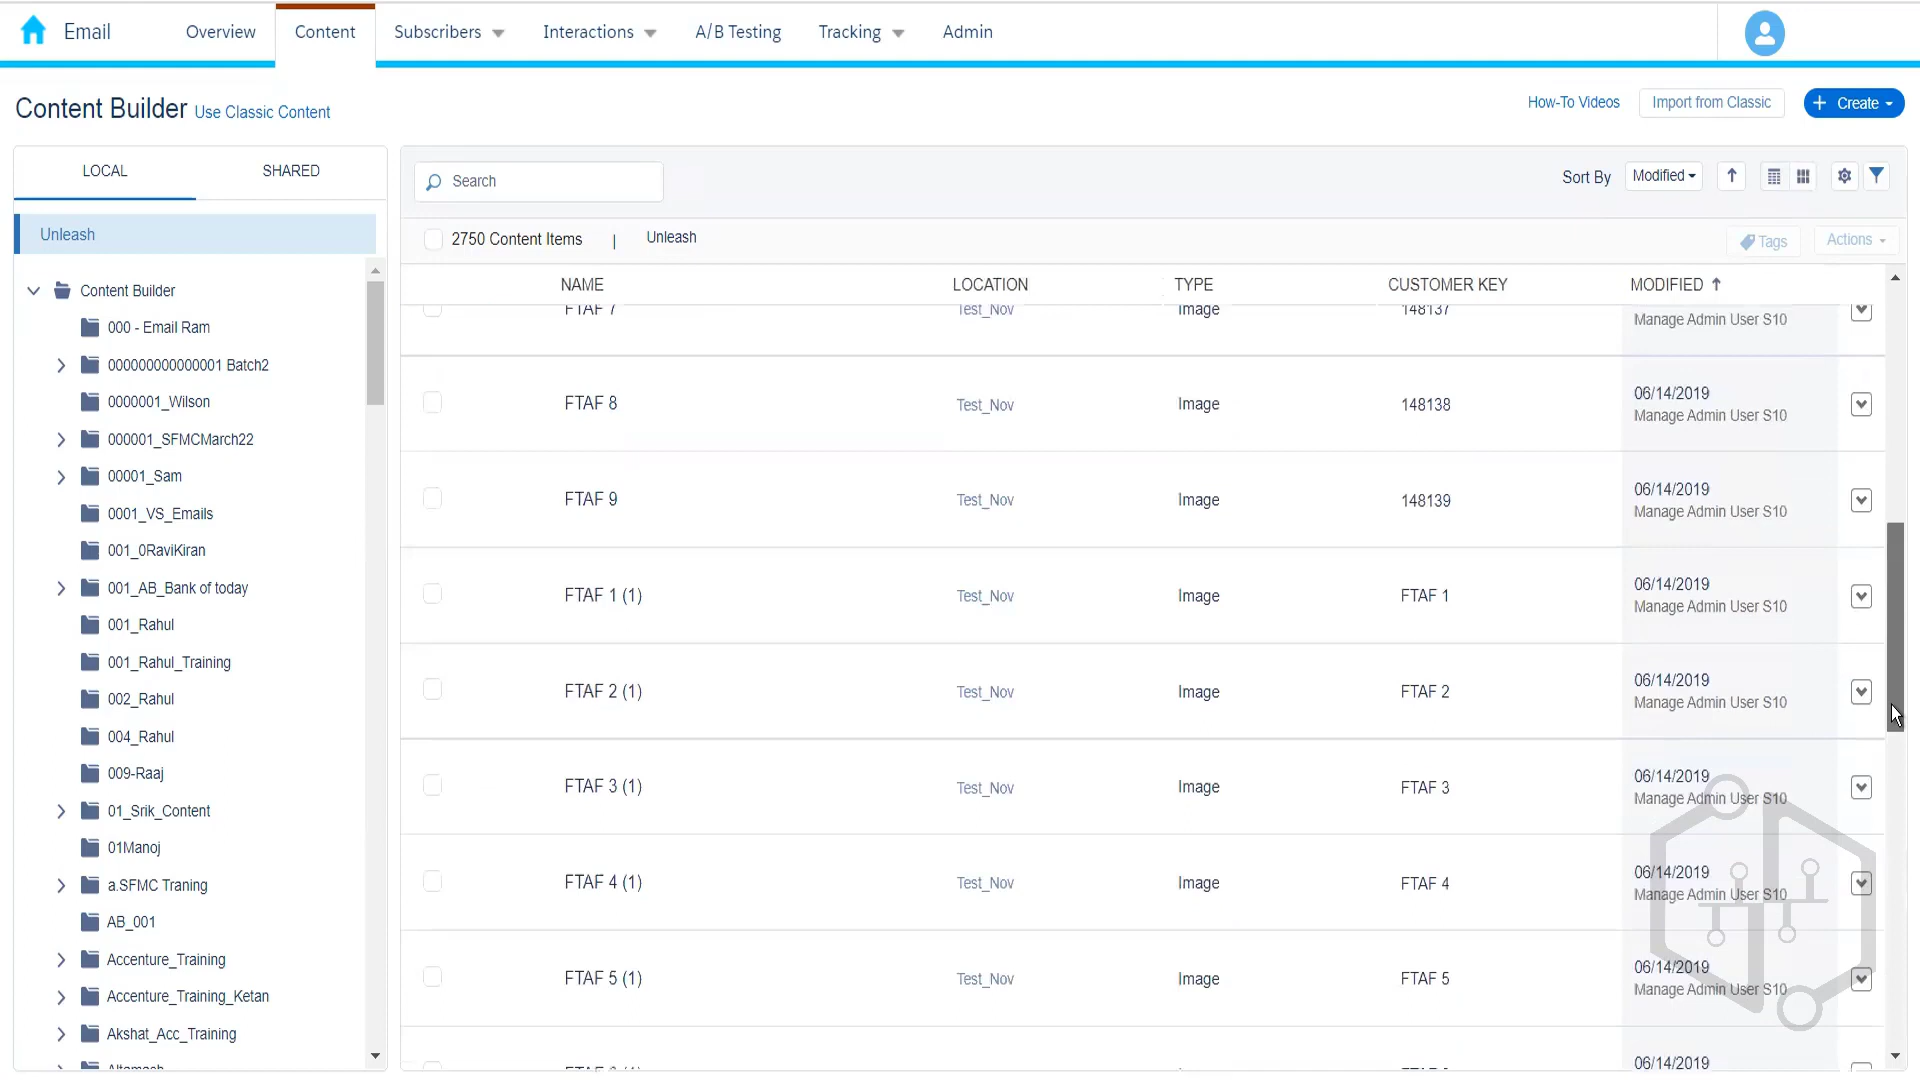 Email
Overview
Content
Subscribers
Interactions
A/B Testing
Tracking
Admin
Content Builder Use Classic Content
How-To Videos
Import from Classic
+ Create
LOCAL
SHARED
Search
Sort By
Modified
Unleash
2750 Content Items | Unleash
Tags
Actions
Content Builder
000 - Email Ram
000000000000001 Batch2
0000001_Wilson
000001_SFMCMarch22
00001_Sam
0001_VS_Emails
001_0RaviKiran
001_AB_Bank of today
001_Rahul
001_Rahul_Training
002_Rahul
004_Rahul
009-Raaj
01_Srik_Content
01Manoj
a.SFMC Traning
AB_001
Accenture_Training
Accenture_Training_Ketan
Akshat_Acc_Training
NAME LOCATION TYPE CUSTOMER KEY MODIFIED
FTAF 7 Test_Nov Image 148137
Manage Admin User S10
FTAF 8 Test_Nov Image 148138 06/14/2019
Manage Admin User S10
FTAF 9 Test_Nov Image 148139 06/14/2019
Manage Admin User S10
FTAF 1 (1) Test_Nov Image FTAF 1 06/14/2019
Manage Admin User S10
FTAF 2 (1) Test_Nov Image FTAF 2 06/14/2019
Manage Admin User S10
FTAF 3 (1) Test_Nov Image FTAF 3 06/14/2019
Manage Admin User S10
FTAF 4 (1) Test_Nov Image FTAF 4 06/14/2019
Manage Admin User S10
FTAF 5 (1) Test_Nov Image FTAF 5 06/14/2019
Manage Admin User S10
06/14/2019